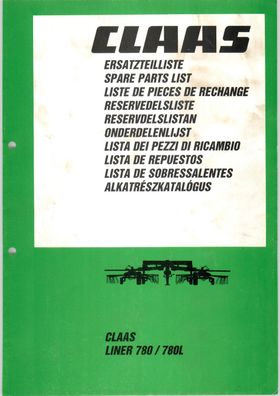 CLAAS
ERSATZTEILLISTE
SPARE PARTS LIST
LISTE DE PIECES DE RECHANGE
RESERVEDELSLISTE
RESERVDELSLISTAN
ONDERDELENLIJST
LISTA DEI PEZZI DI RICAMBIO
LISTA DE REPUESTOS
LISTA DE SOBRESSALENTES
ALKATRÉSZKATALÓGUS
CLAAS
LINER 780 / 780L